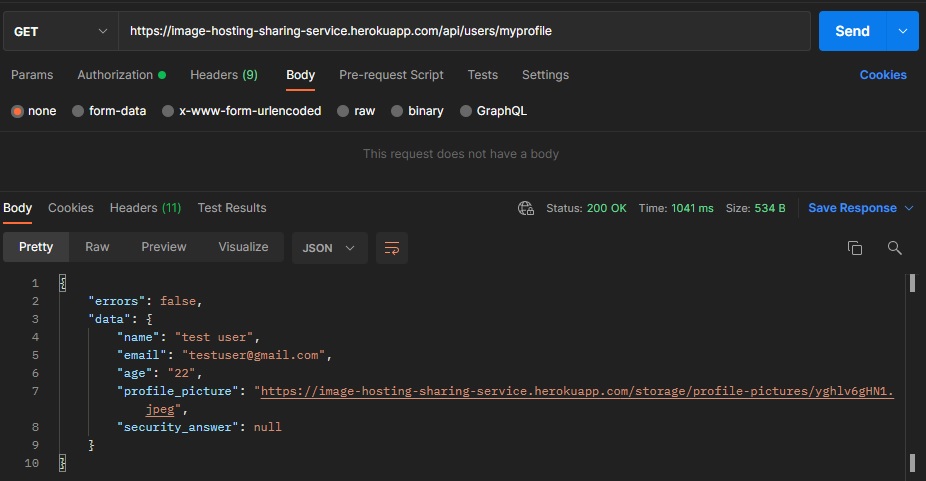 GET https://image-hosting-sharing-service.herokuapp.com/api/users/myprofile Send
Params Authorization Headers (9) Body Pre-request Script Tests Settings Cookies
none form-data x-www-form-urlencoded raw binary GraphQL
This request does not have a body
Body Cookies Headers (11) Test Results Status: 200 OK Time: 1041 ms Size: 534 B Save Response
Pretty Raw Preview Visualize JSON
1 {
2 "errors": false,
3 "data": {
4 "name": "test user",
5 "email": "testuser@gmail.com",
6 "age": "22",
7 "profile_picture": "https://image-hosting-sharing-service.herokuapp.com/storage/profile-pictures/yghlv6gHN1.
jpeg",
8 "security_answer": null
9 }
10 }